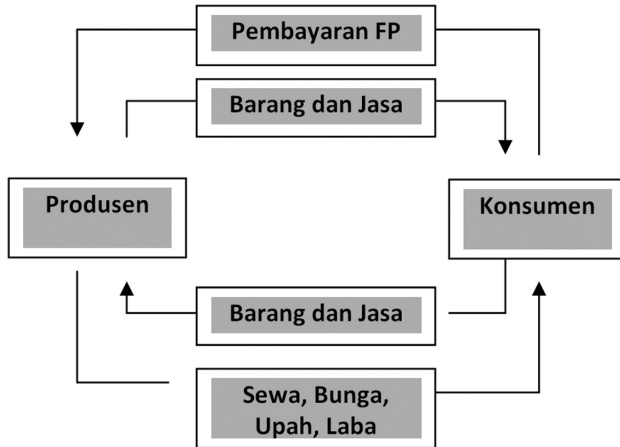 Pembayaran FP
Barang dan Jasa
Produsen
Konsumen
Barang dan Jasa
Sewa, Bunga,
Upah, Laba